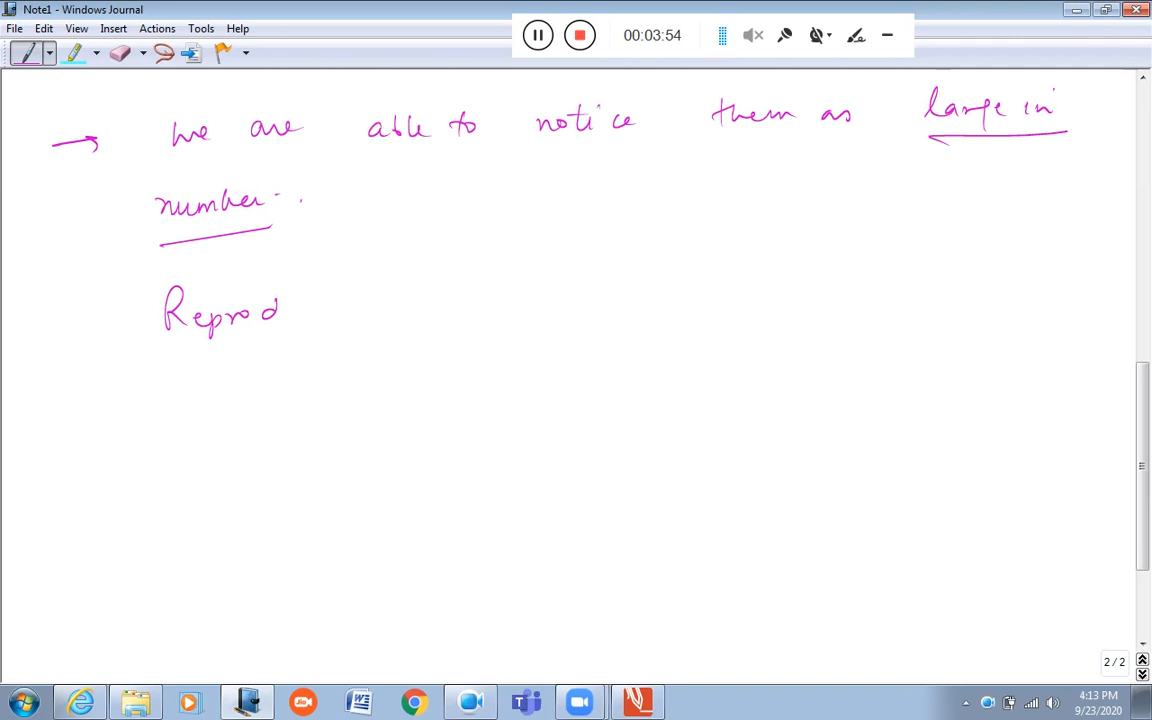 Note1 - Windows Journal
File Edit View Insert Actions Tools Help
00:03:54
→ we are able to notice them as large in
number.
Reprod
2 / 2
4:13 PM
9/23/2020